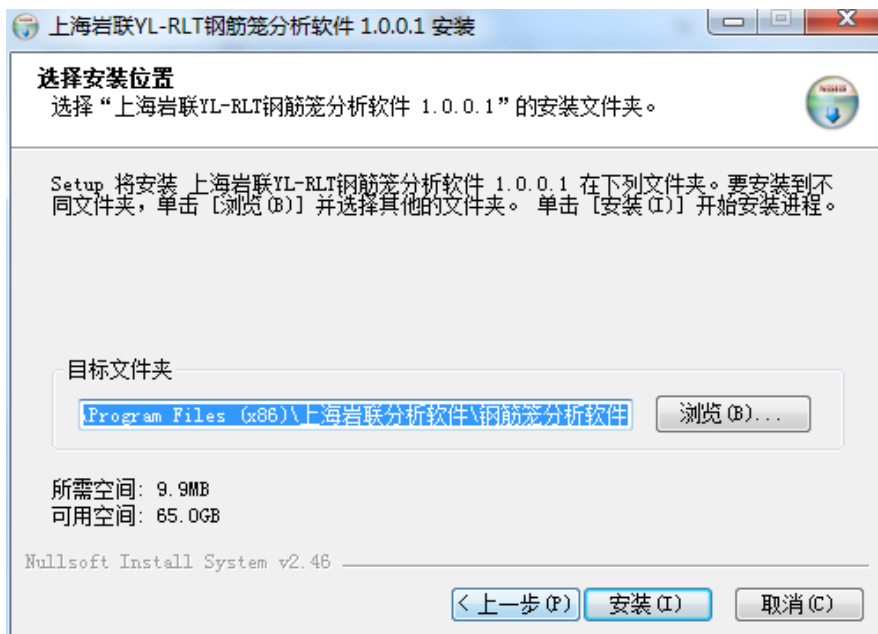 上海岩联YL-RLT钢筋笼分析软件 1.0.0.1 安装
选择安装位置
选择“上海岩联YL-RLT钢筋笼分析软件 1.0.0.1”的安装文件夹。
Setup 将安装 上海岩联YL-RLT钢筋笼分析软件 1.0.0.1 在下列文件夹。要安装到不
同文件夹，单击 [浏览(B)] 并选择其他的文件夹。 单击 [安装(I)] 开始安装进程。
目标文件夹
\Program Files (x86)\上海岩联分析软件\钢筋笼分析软件
浏览(B)...
所需空间: 9.9MB
可用空间: 65.0GB
Nullsoft Install System v2.46
< 上一步(P)
安装(I)
取消(C)